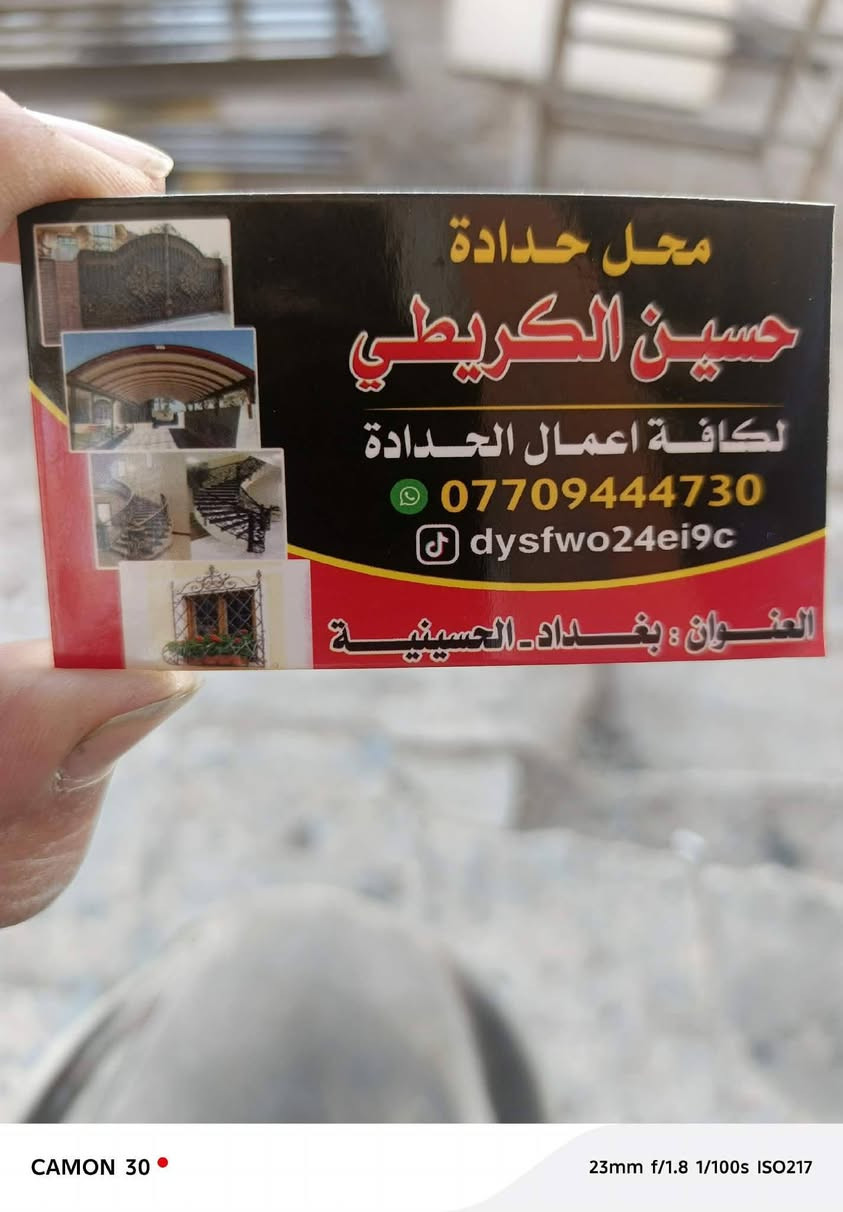 محل حدادة
حسين الكريطي
لكافة اعمال الحدادة
07709444730
dysfwo24ei9c
العنوان : بغداد - الحسينية
CAMON 30
23mm f/1.8 1/100s ISO217